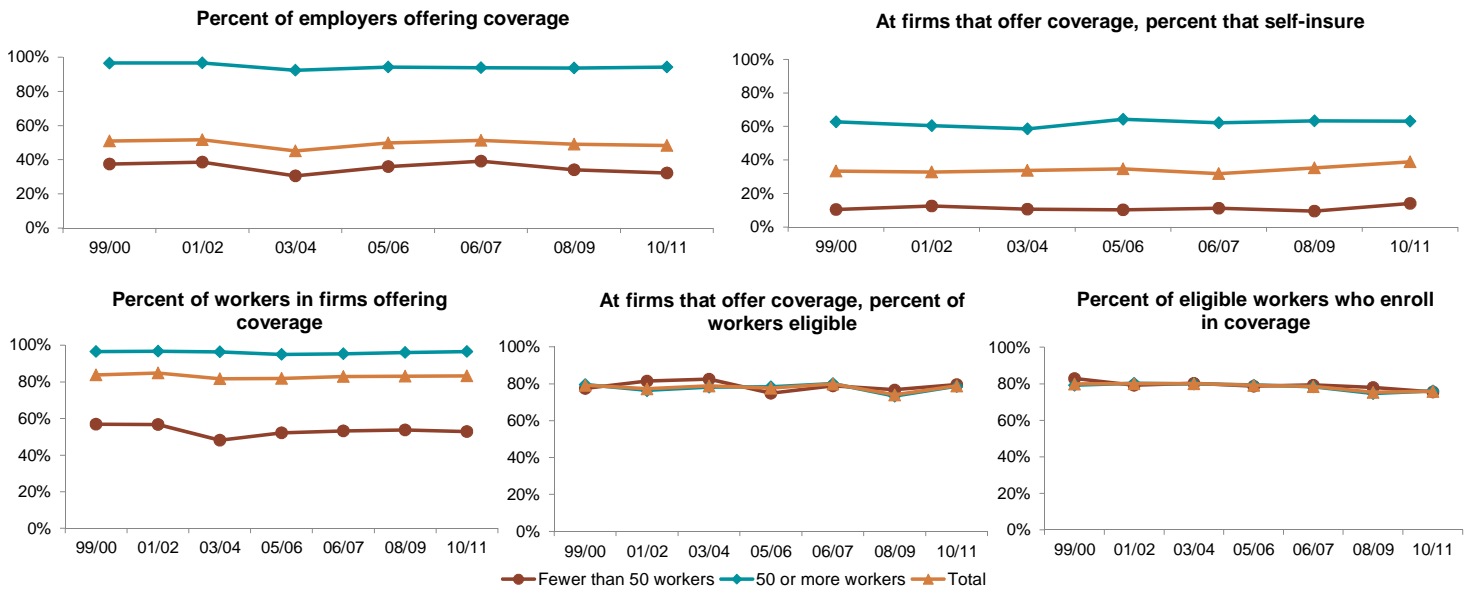 Percent of employers offering coverage
100%
80%
60%
40%
20%
0%
99/00 01/02 03/04 05/06 06/07 08/09 10/11
At firms that offer coverage, percent that self-insure
100%
80%
60%
40%
20%
0%
99/00 01/02 03/04 05/06 06/07 08/09 10/11
Percent of workers in firms offering
coverage
100%
80%
60%
40%
20%
0%
99/00 01/02 03/04 05/06 06/07 08/09 10/11
At firms that offer coverage, percent of
workers eligible
100%
80%
60%
40%
20%
0%
99/00 01/02 03/04 05/06 06/07 08/09 10/11
Percent of eligible workers who enroll
in coverage
100%
80%
60%
40%
20%
0%
99/00 01/02 03/04 05/06 06/07 08/09 10/11
Fewer than 50 workers 50 or more workers Total